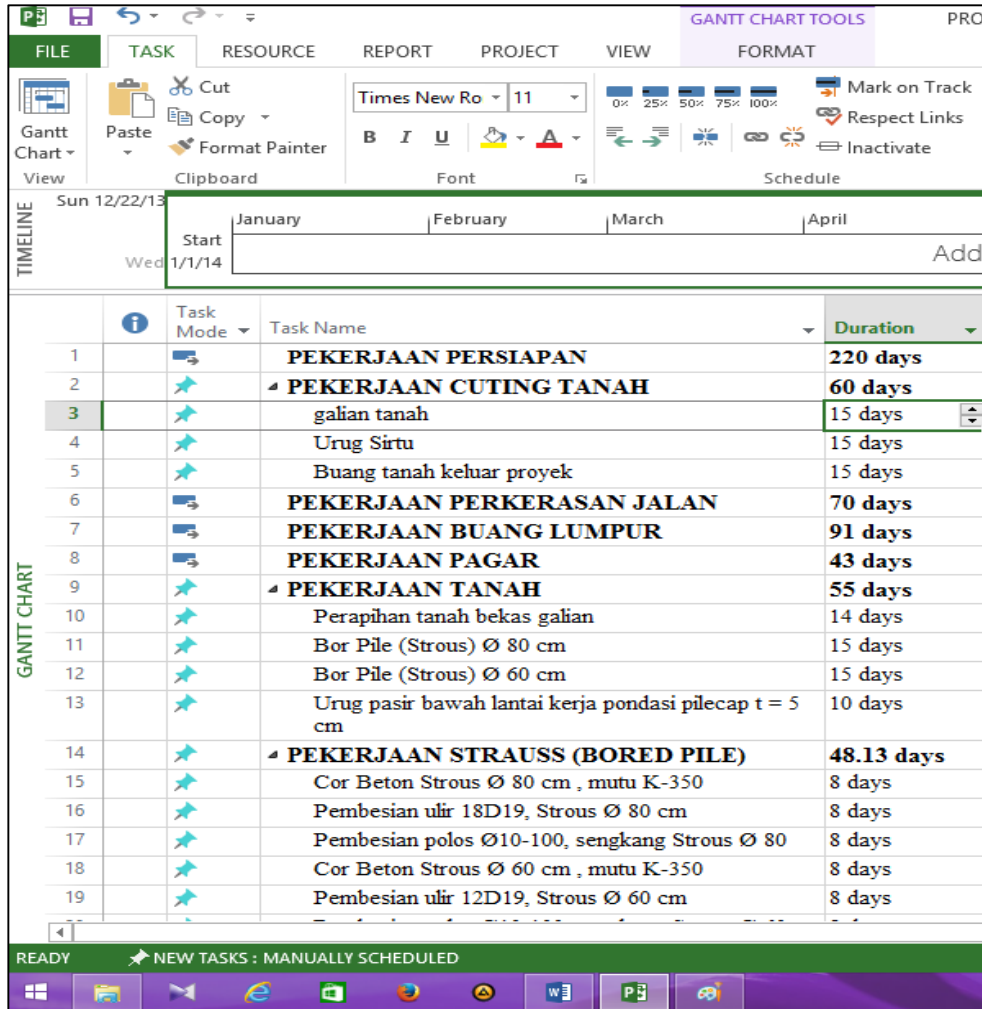 GANTT CHART TOOLS PRO
FILE TASK RESOURCE REPORT PROJECT VIEW FORMAT
Gantt Chart
Paste
Cut
Copy
Format Painter
Times New Ro 11
B I U A
0% 25% 50% 75% 100%
Mark on Track
Respect Links
Inactivate
View Clipboard Font Schedule
TIMELINE
Sun 12/22/13
January February March April
Start
Wed 1/1/14
Add
GANTT CHART
Task Mode Task Name Duration
1 PEKERJAAN PERSIAPAN 220 days
2 PEKERJAAN CUTING TANAH 60 days
3 galian tanah 15 days
4 Urug Sirtu 15 days
5 Buang tanah keluar proyek 15 days
6 PEKERJAAN PERKERASAN JALAN 70 days
7 PEKERJAAN BUANG LUMPUR 91 days
8 PEKERJAAN PAGAR 43 days
9 PEKERJAAN TANAH 55 days
10 Perapihan tanah bekas galian 14 days
11 Bor Pile (Strous) Ø 80 cm 15 days
12 Bor Pile (Strous) Ø 60 cm 15 days
13 Urug pasir bawah lantai kerja pondasi pilecap t = 5 10 days
cm
14 PEKERJAAN STRAUSS (BORED PILE) 48.13 days
15 Cor Beton Strous Ø 80 cm , mutu K-350 8 days
16 Pembesian ulir 18D19, Strous Ø 80 cm 8 days
17 Pembesian polos Ø10-100, sengkang Strous Ø 80 8 days
18 Cor Beton Strous Ø 60 cm , mutu K-350 8 days
19 Pembesian ulir 12D19, Strous Ø 60 cm 8 days
READY NEW TASKS : MANUALLY SCHEDULED